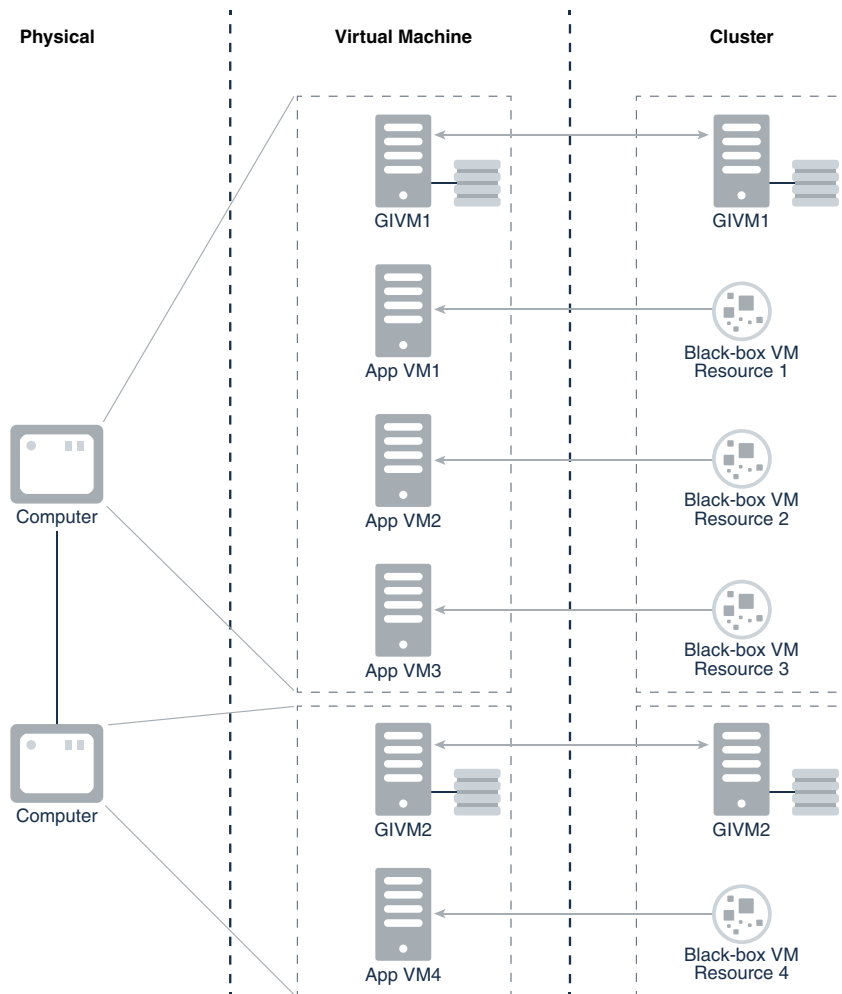 Physical
Virtual Machine
Cluster
GIVM1
GIVM1
App VM1
Black-box VM
Resource 1
App VM2
Black-box VM
Resource 2
Computer
App VM3
Black-box VM
Resource 3
Computer
GIVM2
GIVM2
App VM4
Black-box VM
Resource 4